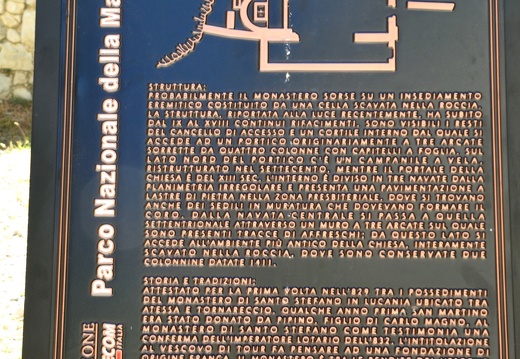 Parco Nazionale della Ma
IONE
COM
ITALIA
STRUTTURA:
PROBABILMENTE IL MONASTERO SORSE SU UN INSEDIAMENTO
EREMITICO COSTITUITO DA UNA CELLA SCAVATA NELLA ROCCIA.
LA STRUTTURA, RIPORTATA ALLA LUCE RECENTEMENTE, HA SUBITO
DAL IX AL XVIII CONTINUI RIFACIMENTI. SONO VISIBILI I RESTI
DEL CANCELLO DI ACCESSO E UN CORTILE INTERNO DAL QUALE SI
ACCEDE AD UN PORTICO, ORIGINARIAMENTE A TRE ARCATE
SORRETTE DA QUATTRO COLONNE CON CAPITELLI A FOGLIA. SUL
LATO NORD DEL PORTICO C'È UN CAMPANILE A VELA,
RISTRUTTURATO NEL SETTECENTO, MENTRE IL PORTALE DELLA
CHIESA È DEL XIII SEC. L'INTERNO È DIVISO IN TRE NAVATE DALLA
PLANIMETRIA IRREGOLARE E PRESENTA UNA PAVIMENTAZIONE A
LASTRE DI PIETRA NELLA ZONA PRESBITERIALE, DOVE SI TROVANO
ANCHE DEI SEDILI IN MURATURA CHE DOVEVANO FORMARE IL
CORO. DALLA NAVATA CENTRALE SI PASSA A QUELLA
SETTENTRIONALE ATTRAVERSO UN MURO A TRE ARCATE SUL QUALE
SONO PRESENTI TRACCE DI AFFRESCHI. DA QUESTO LATO SI
ACCEDE ALL'AMBIENTE PIÙ ANTICO DELLA CHIESA, INTERAMENTE
SCAVATO NELLA ROCCIA, DOVE SONO CONSERVATE DUE
COLONNINE DATATE 1411.
STORIA E TRADIZIONI:
ATTESTATO PER LA PRIMA VOLTA NELL'829 TRA I POSSEDIMENTI
DEL MONASTERO DI SANTO STEFANO IN LUCANIA UBICATO TRA
ATESSA E TORNARECCIO, QUALCHE ANNO PRIMA SAN MARTINO
ERA STATO DONATO DA PIPINO, FIGLIO DI CARLO MAGNO, AL
MONASTERO DI SANTO STEFANO COME TESTIMONIA UNA
CONFERMA DELL'IMPERATORE LOTARIO DELL'832. L'INTITOLAZIONE
AL VESCOVO DI TOUR FA PENSARE AD UNA FONDAZIONE DI